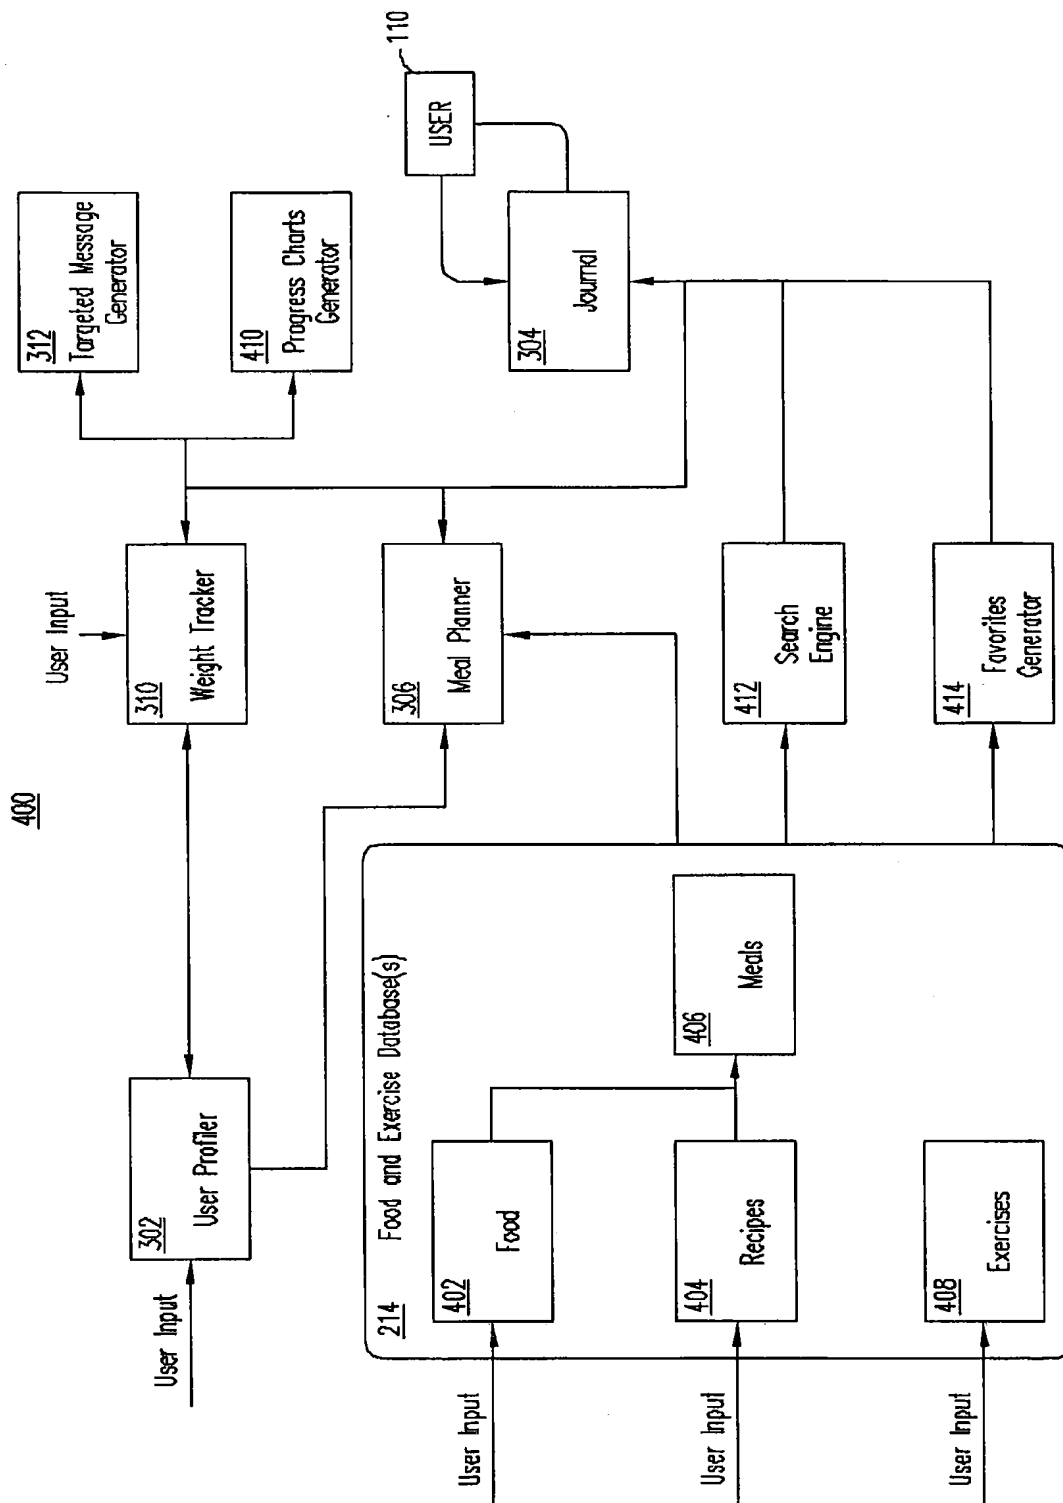 400
User Input
302
User Profiler
User Input
310
Weight Tracker
312
Targeted Message
Generator
410
Progress Charts
Generator
306
Meal Planner
USER
110
304
Journal
214
Food and Exercise Database(s)
User Input
402
Food
User Input
404
Recipes
406
Meals
User Input
408
Exercises
412
Search
Engine
414
Favorites
Generator